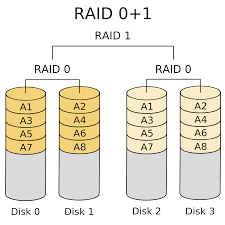 RAID 0+1
RAID 1
RAID 0 RAID 0
A1 A2 A1 A2
A3 A4 A3 A4
A5 A6 A5 A6
A7 A8 A7 A8
Disk 0 Disk 1 Disk 2 Disk 3